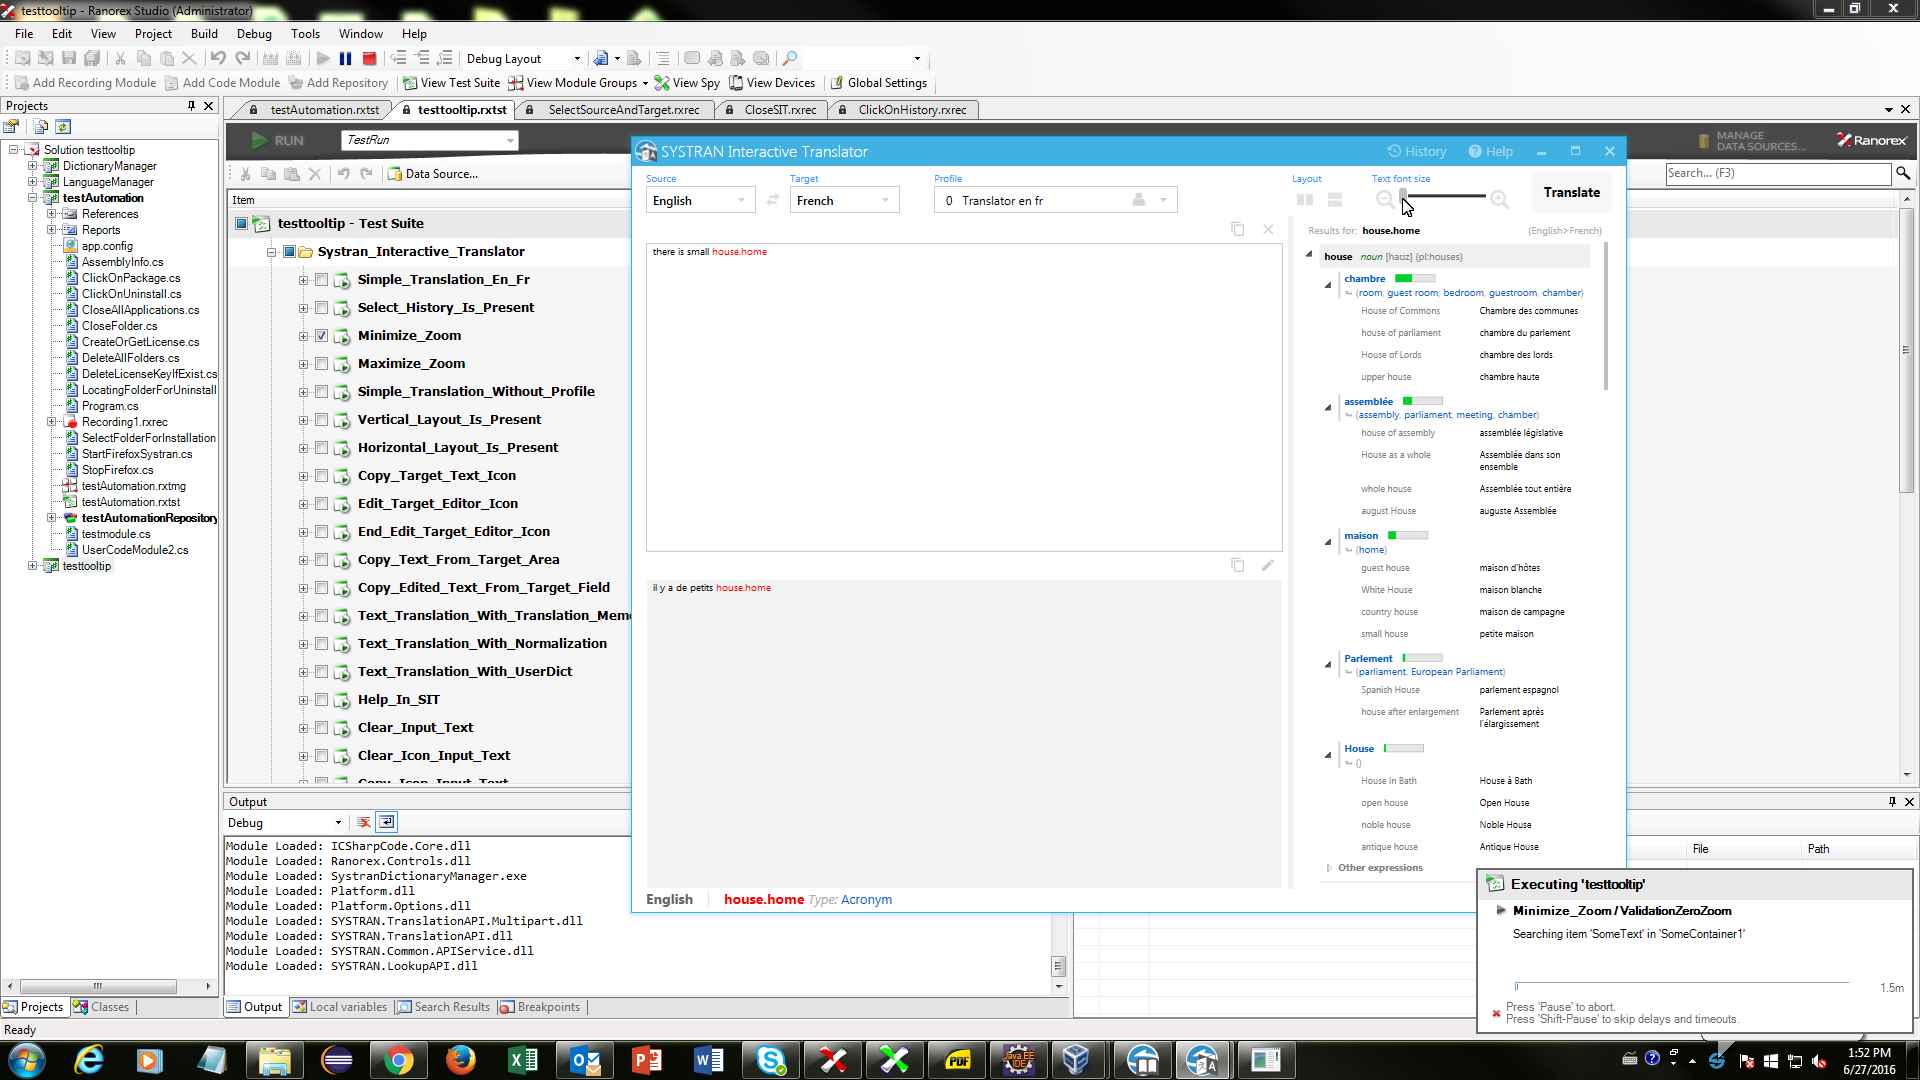 testtooltip - Ranorex Studio (Administrator)
File Edit View Project Build Debug Tools Window Help
Debug Layout
Add Recording Module Add Code Module Add Repository View Test Suite View Module Groups View Spy View Devices Global Settings
Projects
testAutomation.rxtst testtooltip.rxtst SelectSourceAndTarget.rxrec CloseSIT.rxrec ClickOnHistory.rxrec
Solution testtooltip
DictionaryManager
LanguageManager
testAutomation
References
Reports
app.config
AssemblyInfo.cs
ClickOnPackage.cs
ClickOnUninstall.cs
CloseAllApplications.cs
CloseFolder.cs
CreateOrGetLicense.cs
DeleteAllFolders.cs
DeleteLicenseKeyIfExist.cs
LocatingFolderForUninstall
Program.cs
Recording1.rxrec
SelectFolderForInstallation
StartFirefoxSystran.cs
StopFirefox.cs
testAutomation.rxtmg
testAutomation.rxtst
testAutomationRepository
testmodule.cs
UserCodeModule2.cs
testtooltip
Projects Classes
Ready
RUN TestRun
MANAGE
DATA SOURCES...
Ranorex
Data Source...
Search... (F3)
Item
testtooltip - Test Suite
Systran_Interactive_Translator
Simple_Translation_En_Fr
Select_History_Is_Present
Minimize_Zoom
Maximize_Zoom
Simple_Translation_Without_Profile
Vertical_Layout_Is_Present
Horizontal_Layout_Is_Present
Copy_Target_Text_Icon
Edit_Target_Editor_Icon
End_Edit_Target_Editor_Icon
Copy_Text_From_Target_Area
Copy_Edited_Text_From_Target_Field
Text_Translation_With_Translation_Mem
Text_Translation_With_Normalization
Text_Translation_With_UserDict
Help_In_SIT
Clear_Input_Text
Clear_Icon_Input_Text
Copy_Icon_Input_Text
Output
Debug
Module Loaded: ICSharpCode.Core.dll
Module Loaded: Ranorex.Controls.dll
Module Loaded: SystranDictionaryManager.exe
Module Loaded: Platform.dll
Module Loaded: Platform.Options.dll
Module Loaded: SYSTRAN.TranslationAPI.Multipart.dll
Module Loaded: SYSTRAN.TranslationAPI.dll
Module Loaded: SYSTRAN.Common.APIService.dll
Module Loaded: SYSTRAN.LookupAPI.dll
Output Local variables Search Results Breakpoints
File Path
SYSTRAN Interactive Translator
History Help
Source Target Profile Layout Text font size
English French 0 Translator en fr Translate
there is small house.home
il y a de petits house.home
English house.home Type: Acronym
Results for: house.home (English>French)
house noun [haʊz] {pl:houses}
chambre
(room, guest room; bedroom, guestroom, chamber)
House of Commons Chambre des communes
house of parliament chambre du parlement
House of Lords chambre des lords
upper house chambre haute
assemblée
(assembly, parliament, meeting, chamber)
house of assembly assemblée législative
House as a whole Assemblée dans son
ensemble
whole house Assemblée tout entière
august House auguste Assemblée
maison
(home)
guest house maison d'hôtes
White House maison blanche
country house maison de campagne
small house petite maison
Parlement
(parliament, European Parliament)
Spanish House parlement espagnol
house after enlargement Parlement après
l'élargissement
House
()
House in Bath House à Bath
open house Open House
noble house Noble House
antique house Antique House
Other expressions
Executing 'testtooltip'
Minimize_Zoom / ValidationZeroZoom
Searching item 'SomeText' in 'SomeContainer1'
1.5m
Press 'Pause' to abort.
Press 'Shift-Pause' to skip delays and timeouts.
PDF
Java EE
IDE
1:52 PM
6/27/2016